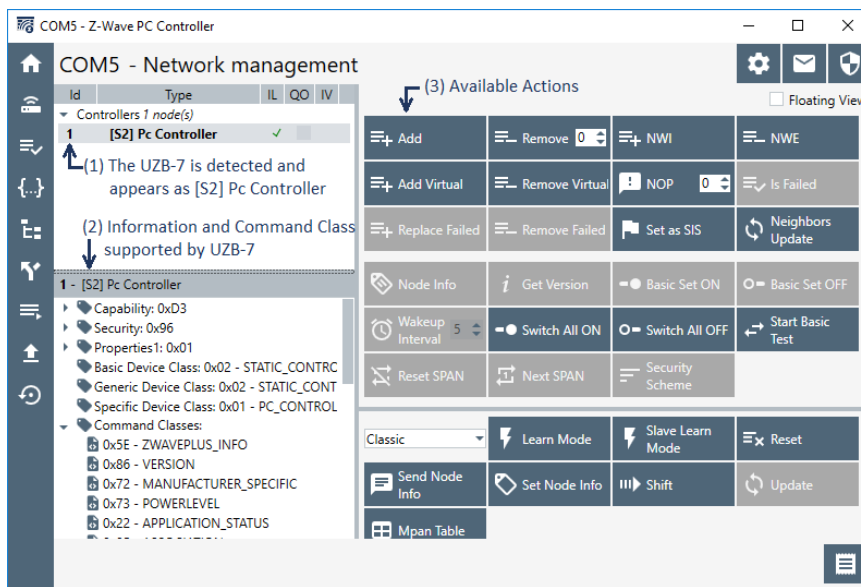 COM5 - Z-Wave PC Controller
COM5 - Network management
Id Type IL QO IV
Controllers 1 node(s)
1 [S2] Pc Controller
(1) The UZB-7 is detected and
appears as [S2] Pc Controller
(2) Information and Command Class
supported by UZB-7
1 - [S2] Pc Controller
Capability: 0xD3
Security: 0x96
Properties1: 0x01
Basic Device Class: 0x02 - STATIC_CONTRC
Generic Device Class: 0x02 - STATIC_CONT
Specific Device Class: 0x01 - PC_CONTROL
Command Classes:
0x5E - ZWAVEPLUS_INFO
0x86 - VERSION
0x72 - MANUFACTURER_SPECIFIC
0x73 - POWERLEVEL
0x22 - APPLICATION_STATUS
(3) Available Actions
Floating View
Add
Remove 0
NWI
NWE
Add Virtual
Remove Virtual
NOP 0
Is Failed
Replace Failed
Remove Failed
Set as SIS
Neighbors
Update
Node Info
Get Version
Basic Set ON
Basic Set OFF
Wakeup
Interval 5
Switch All ON
Switch All OFF
Start Basic
Test
Reset SPAN
Next SPAN
Security
Scheme
Classic
Learn Mode
Slave Learn
Mode
Reset
Send Node
Info
Set Node Info
Shift
Update
Mpan Table